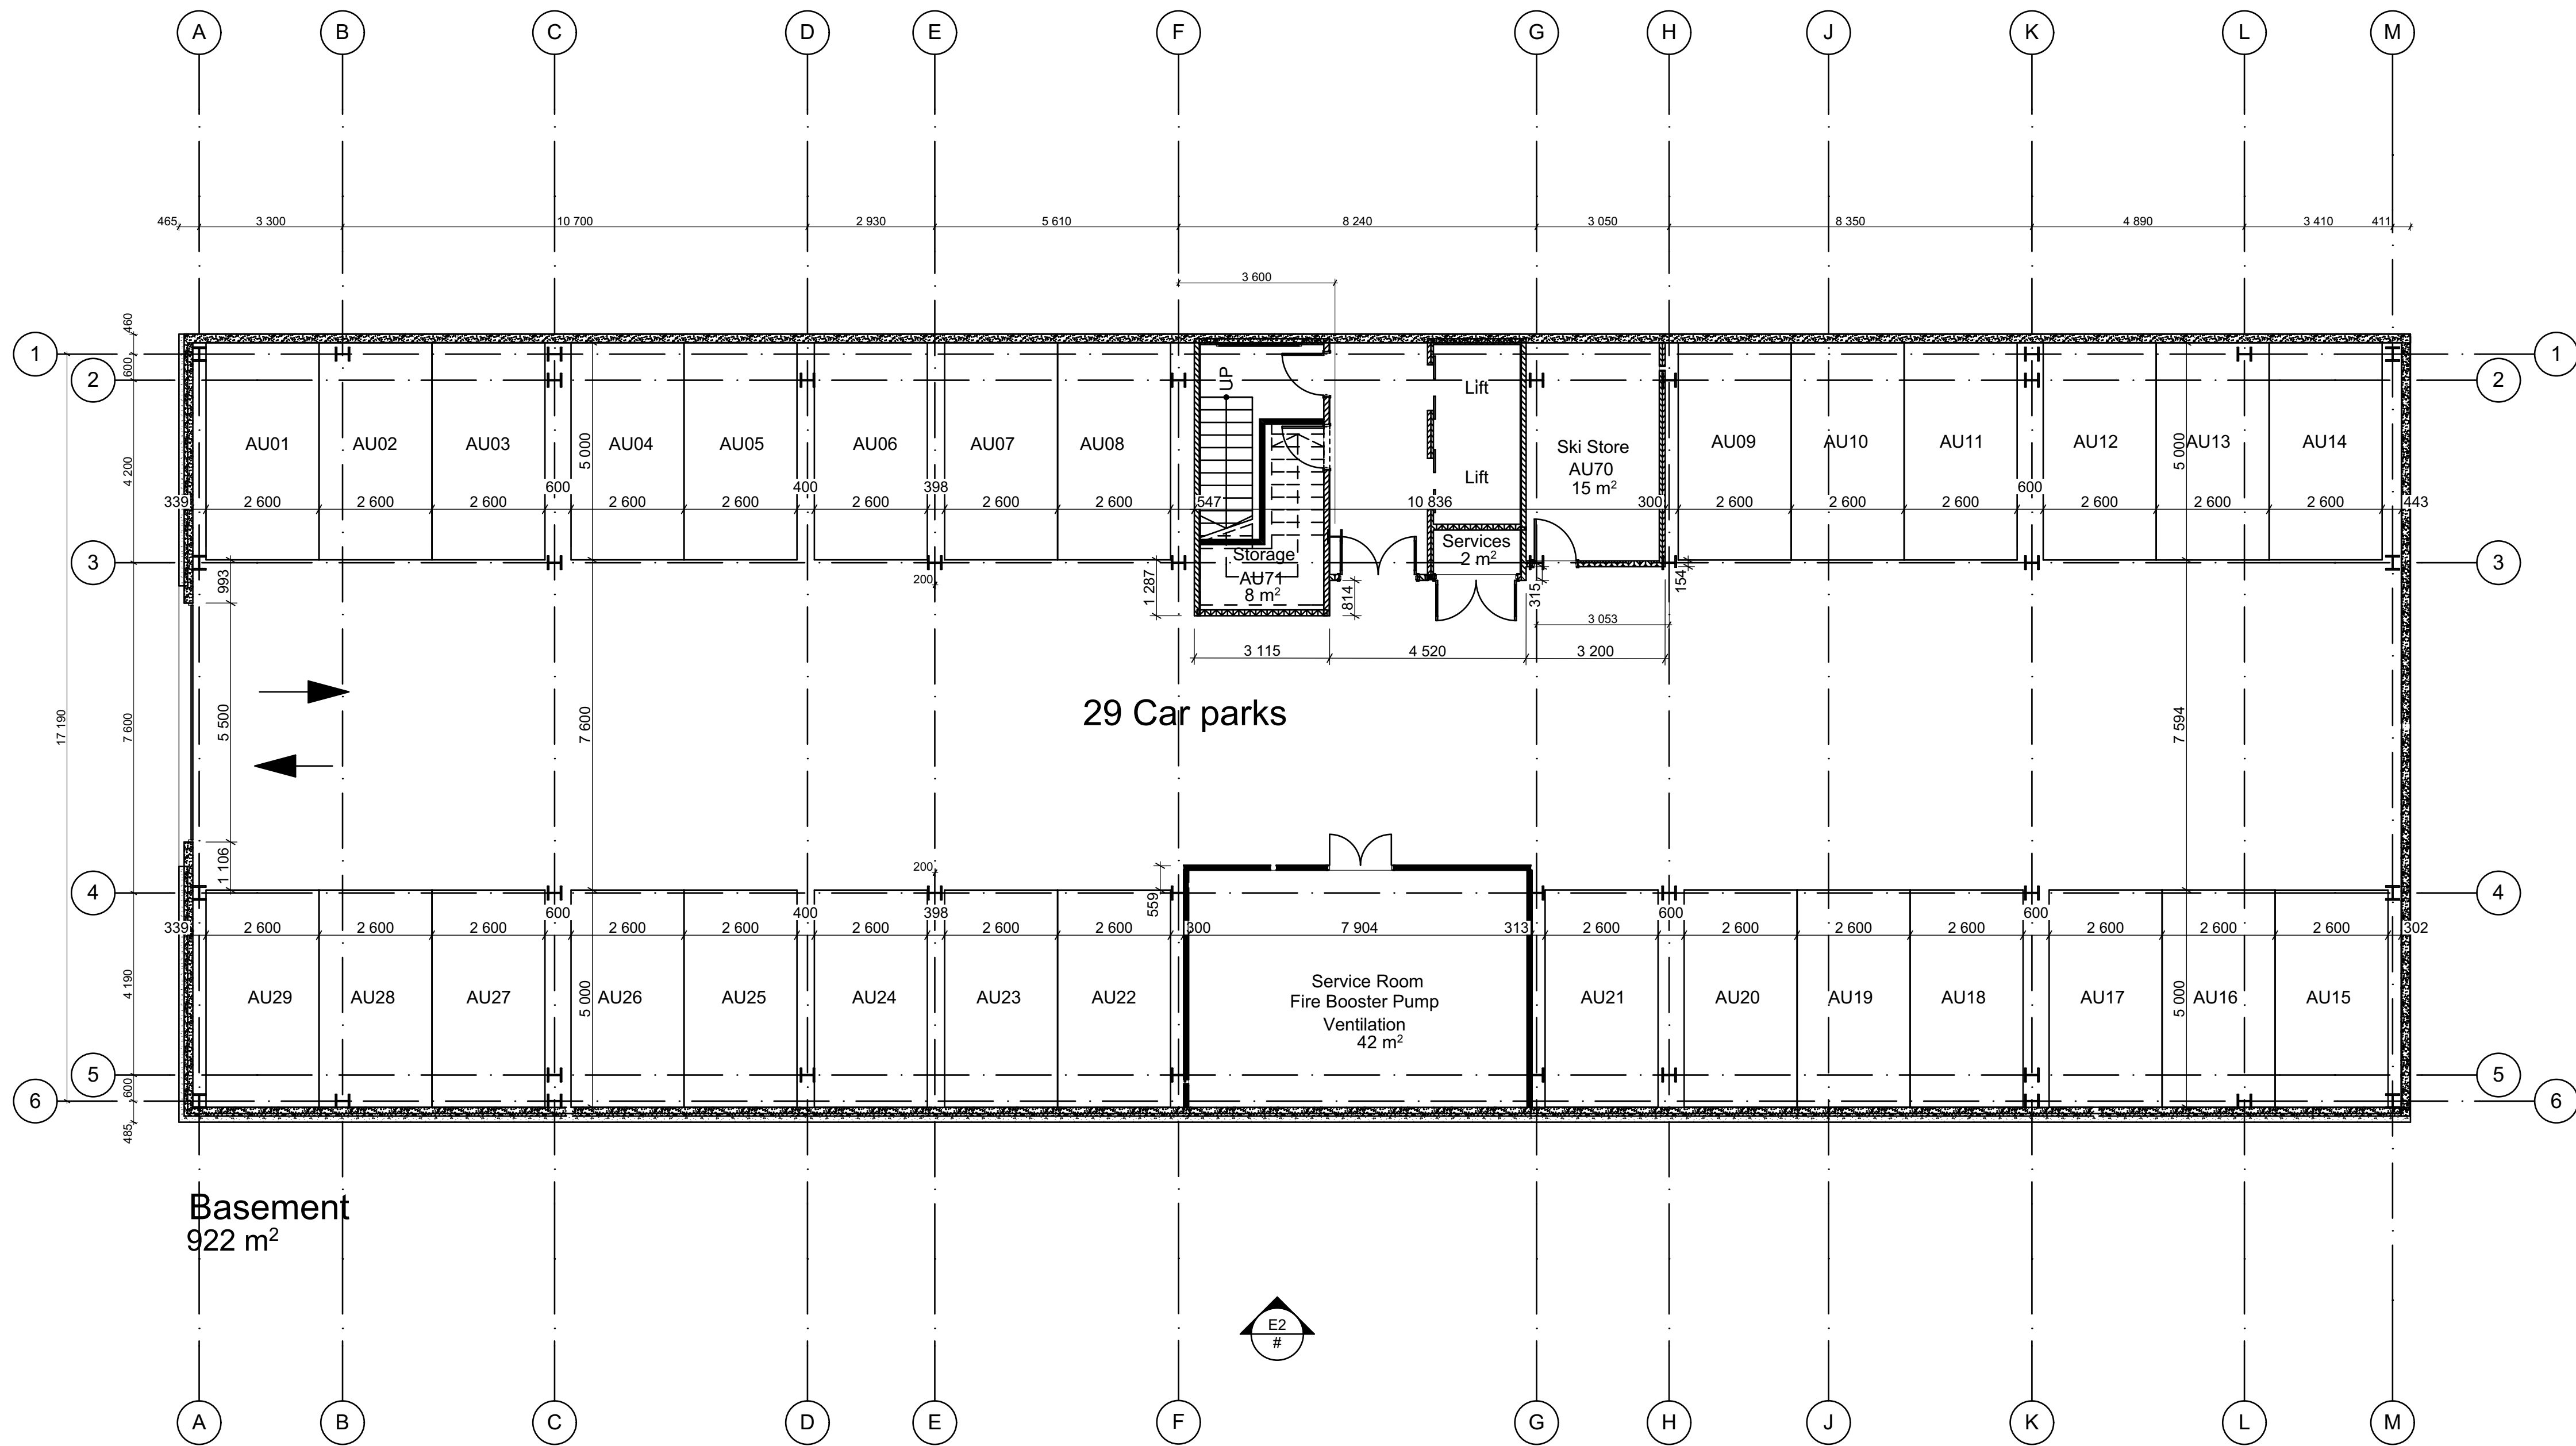 A B C D E F G H J K L M
465 3 300 10 700 2 930 5 610 8 240 3 050 8 350 4 890 3 410 411
3 600
460
1 1
600
2 2
UP
Lift
4 200
AU01 AU02 AU03 AU04 5 000 AU05 AU06 AU07 AU08 Ski Store AU09 AU10 AU11 AU12 5 000 AU13 AU14
AU70
Lift
15 m²
600 400 398 600
339 2 600 2 600 2 600 2 600 2 600 2 600 2 600 2 600 547 10 836 300 2 600 2 600 2 600 2 600 2 600 2 600 443
Services
2 m²
Storage
AU71
8 m²
3 3
993 200 1 287 814 315 154
3 053
3 115 4 520 3 200
29 Car parks
17 190 7 600 5 500 7 600 7 594
1 106 200 559
4 4
600 400 398 600 600
339 2 600 2 600 2 600 2 600 2 600 2 600 2 600 2 600 300 7 904 313 2 600 2 600 2 600 2 600 2 600 2 600 2 600 302
4 190
Service Room
Fire Booster Pump
Ventilation
42 m²
AU29 AU28 AU27 AU26 5 000 AU25 AU24 AU23 AU22 AU21 AU20 AU19 AU18 AU17 5 000 AU16 AU15
5 5
600
6 6
485
Basement
922 m²
E2
#
A B C D E F G H J K L M